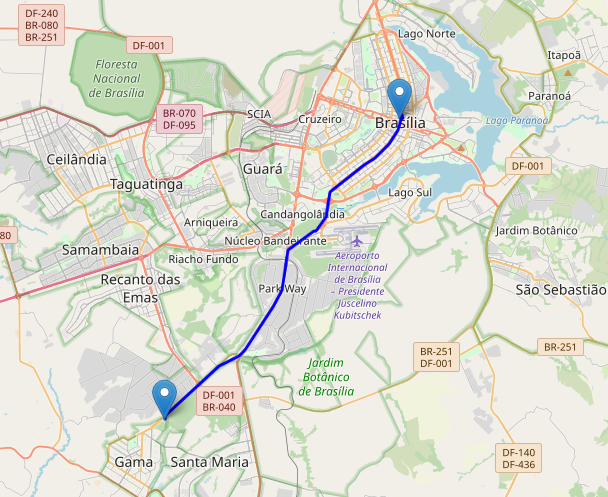 DF-240
BR-080
BR-251
DF-001
Lago Norte
Itapoã
Floresta
Nacional
de Brasília
Paranoá
BR-070
DF-095
SCIA
Cruzeiro
Brasília
Lago Paranoá
Ceilândia
Guará
DF-001
Taguatinga
Lago Sul
Candangolândia
Arniqueira
Jardim Botânico
80
Núcleo Bandeirante
Samambaia
Riacho Fundo
Aeroporto
Internacional
de Brasília
– Presidente
Juscelino
Kubitschek
Recanto das
Emas
Park Way
São Sebastião
BR-251
DF-001
BR-251
Jardim
Botânico
de Brasília
DF-001
BR-040
Gama
Santa Maria
DF-140
DF-436